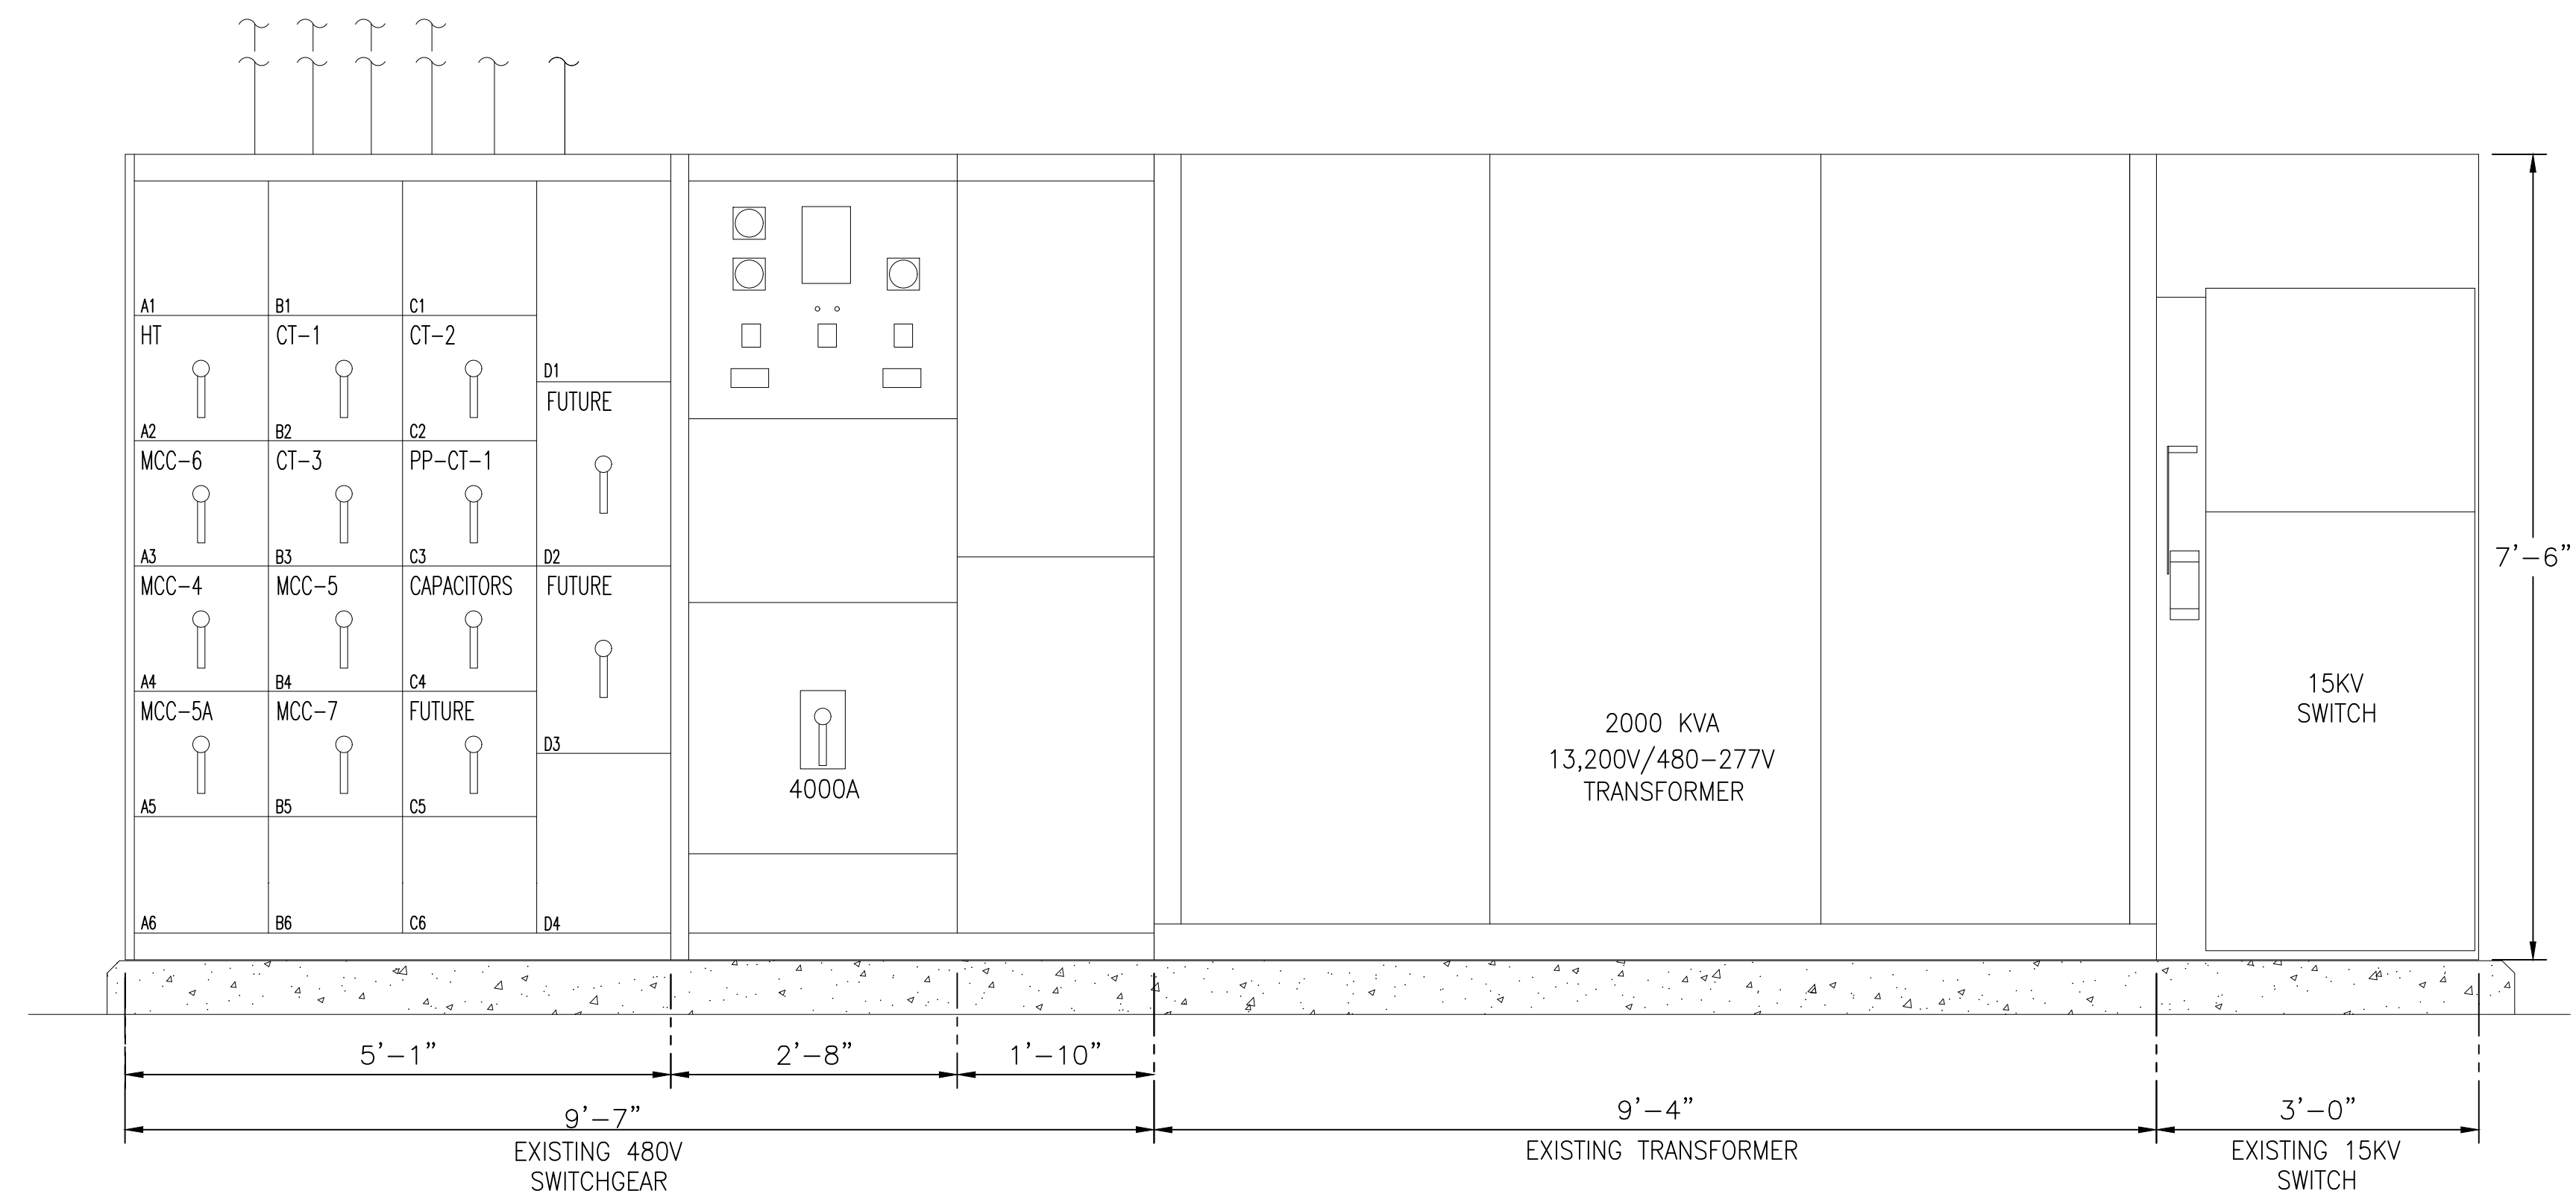 A1
B1
C1
HT
CT-1
CT-2
D1
FUTURE
A2
B2
C2
MCC-6
CT-3
PP-CT-1
A3
B3
C3
D2
MCC-4
MCC-5
CAPACITORS
FUTURE
A4
B4
C4
MCC-5A
MCC-7
FUTURE
D3
A5
B5
C5
A6
B6
C6
D4
4000A
2000 KVA
13,200V/480-277V
TRANSFORMER
15KV
SWITCH
7'-6"
5'-1"
2'-8"
1'-10"
9'-7"
EXISTING 480V
SWITCHGEAR
9'-4"
EXISTING TRANSFORMER
3'-0"
EXISTING 15KV
SWITCH